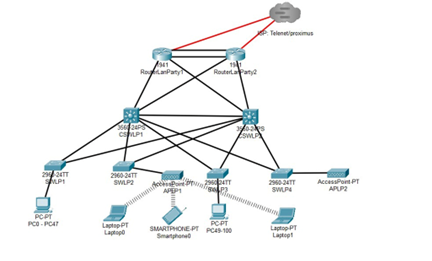 ISP: Telenet/proximus
1941
RouterLanParty1
1941
RouterLanParty2
3560-24PS
CSWLP1
3560-24PS
2960-24TT
SWLP1
2960-24TT
SWLP2
AccessPoint-PT
APLP1
2960-24TT
SWLP3
2960-24TT
SWLP4
AccessPoint-PT
APLP2
PC-PT
PC0 - PC47
Laptop-PT
Laptop0
SMARTPHONE-PT
Smartphone0
PC-PT
PC49-100
Laptop-PT
Laptop1